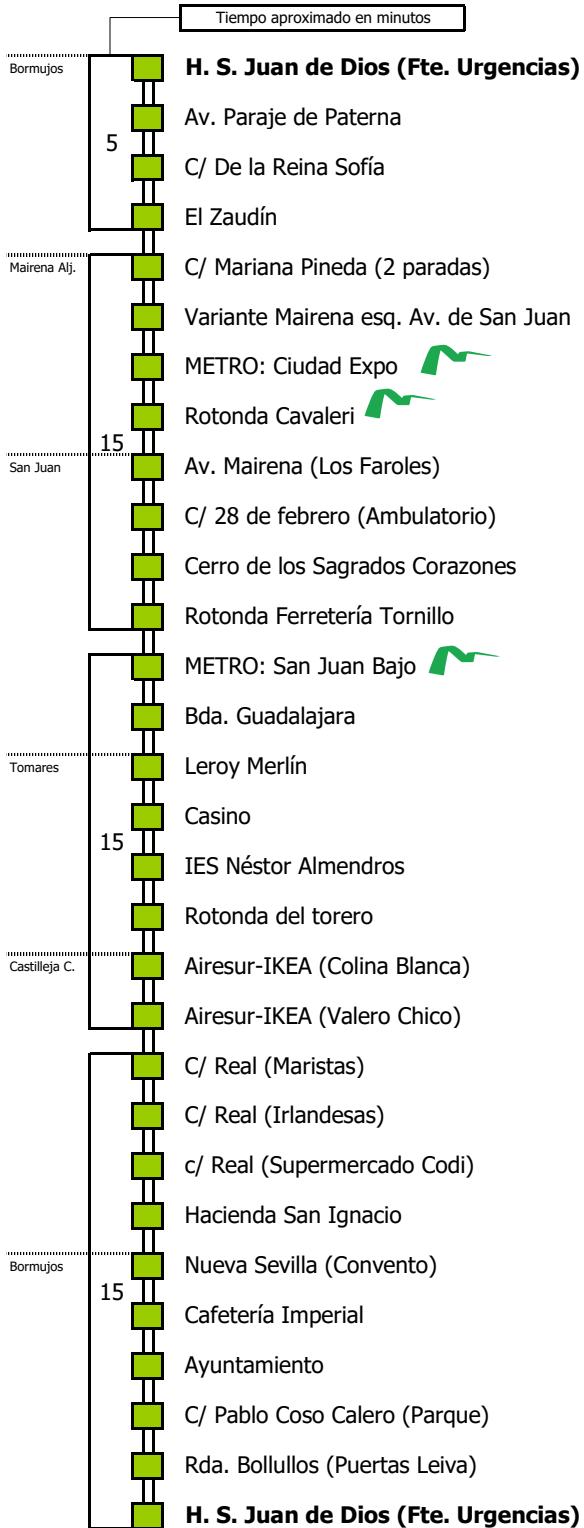 Tiempo aproximado en minutos
Bormujos
H. S. Juan de Dios (Fte. Urgencias)
Av. Paraje de Paterna
5
C/ De la Reina Sofía
El Zaudín
Mairena Alj.
C/ Mariana Pineda (2 paradas)
Variante Mairena esq. Av. de San Juan
METRO: Ciudad Expo
Rotonda Cavaleri
15
San Juan
Av. Mairena (Los Faroles)
C/ 28 de febrero (Ambulatorio)
Cerro de los Sagrados Corazones
Rotonda Ferretería Tornillo
METRO: San Juan Bajo
Bda. Guadalajara
Tomares
Leroy Merlín
Casino
15
IES Néstor Almendros
Rotonda del torero
Castilleja C.
Airesur-IKEA (Colina Blanca)
Airesur-IKEA (Valero Chico)
C/ Real (Maristas)
C/ Real (Irlandesas)
c/ Real (Supermercado Codi)
Hacienda San Ignacio
Bormujos
Nueva Sevilla (Convento)
15
Cafetería Imperial
Ayuntamiento
C/ Pablo Coso Calero (Parque)
Rda. Bollullos (Puertas Leiva)
H. S. Juan de Dios (Fte. Urgencias)